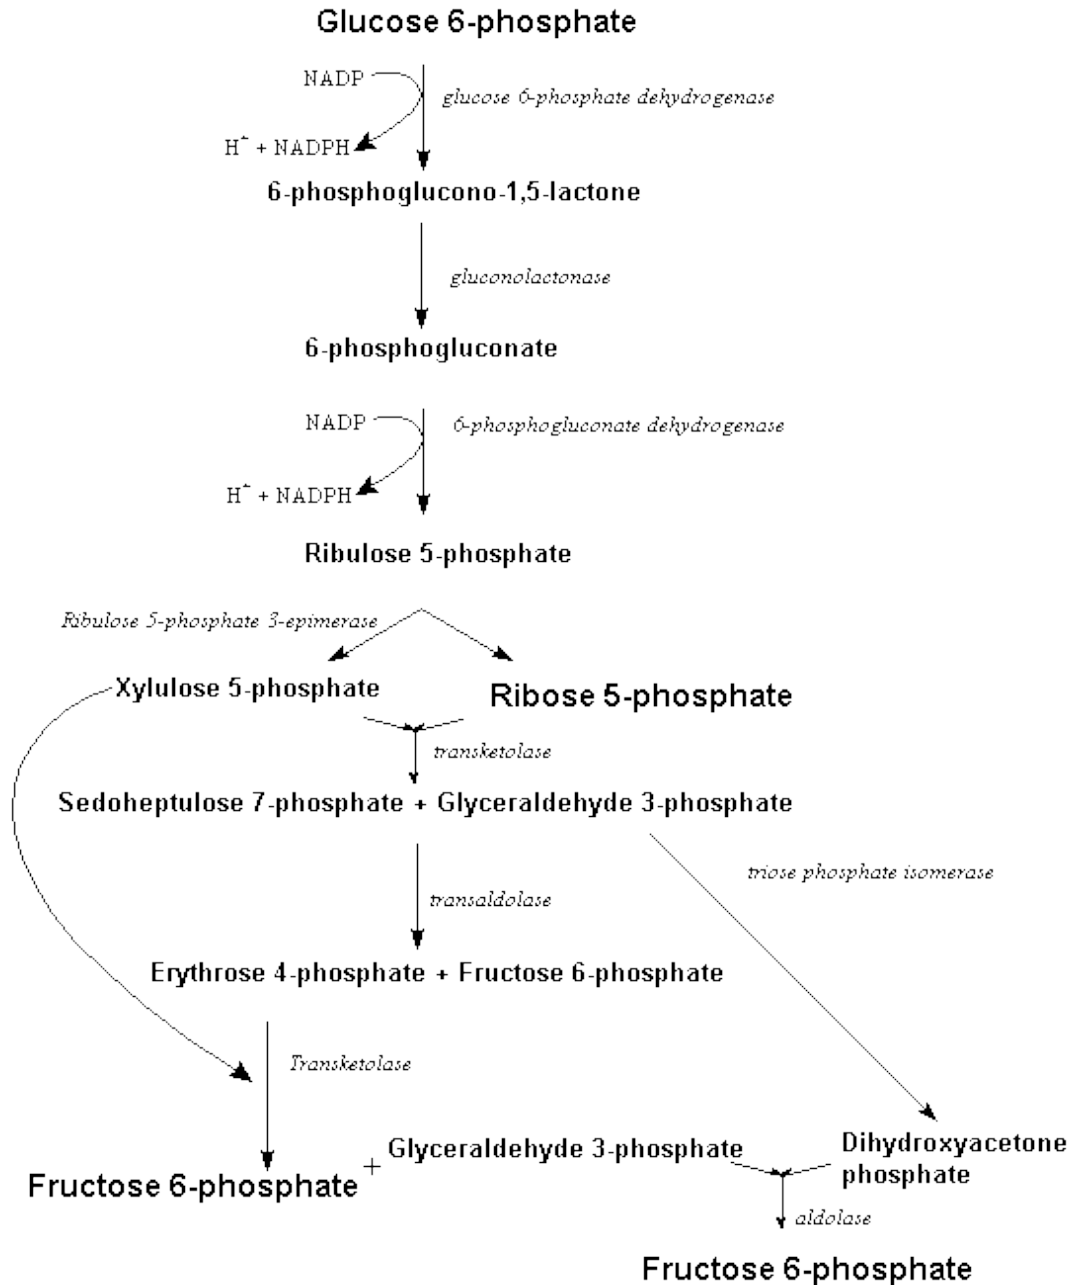 Glucose 6-phosphate
NADP
glucose 6-phosphate dehydrogenase
H⁺ + NADPH
6-phosphoglucono-1,5-lactone
gluconolactonase
6-phosphogluconate
NADP
6-phosphogluconate dehydrogenase
H⁺ + NADPH
Ribulose 5-phosphate
Ribulose 5-phosphate 3-epimerase
Xylulose 5-phosphate
Ribose 5-phosphate
transketolase
Sedoheptulose 7-phosphate + Glyceraldehyde 3-phosphate
triose phosphate isomerase
transaldolase
Erythrose 4-phosphate + Fructose 6-phosphate
Transketolase
Fructose 6-phosphate + Glyceraldehyde 3-phosphate
Dihydroxyacetone
phosphate
aldolase
Fructose 6-phosphate